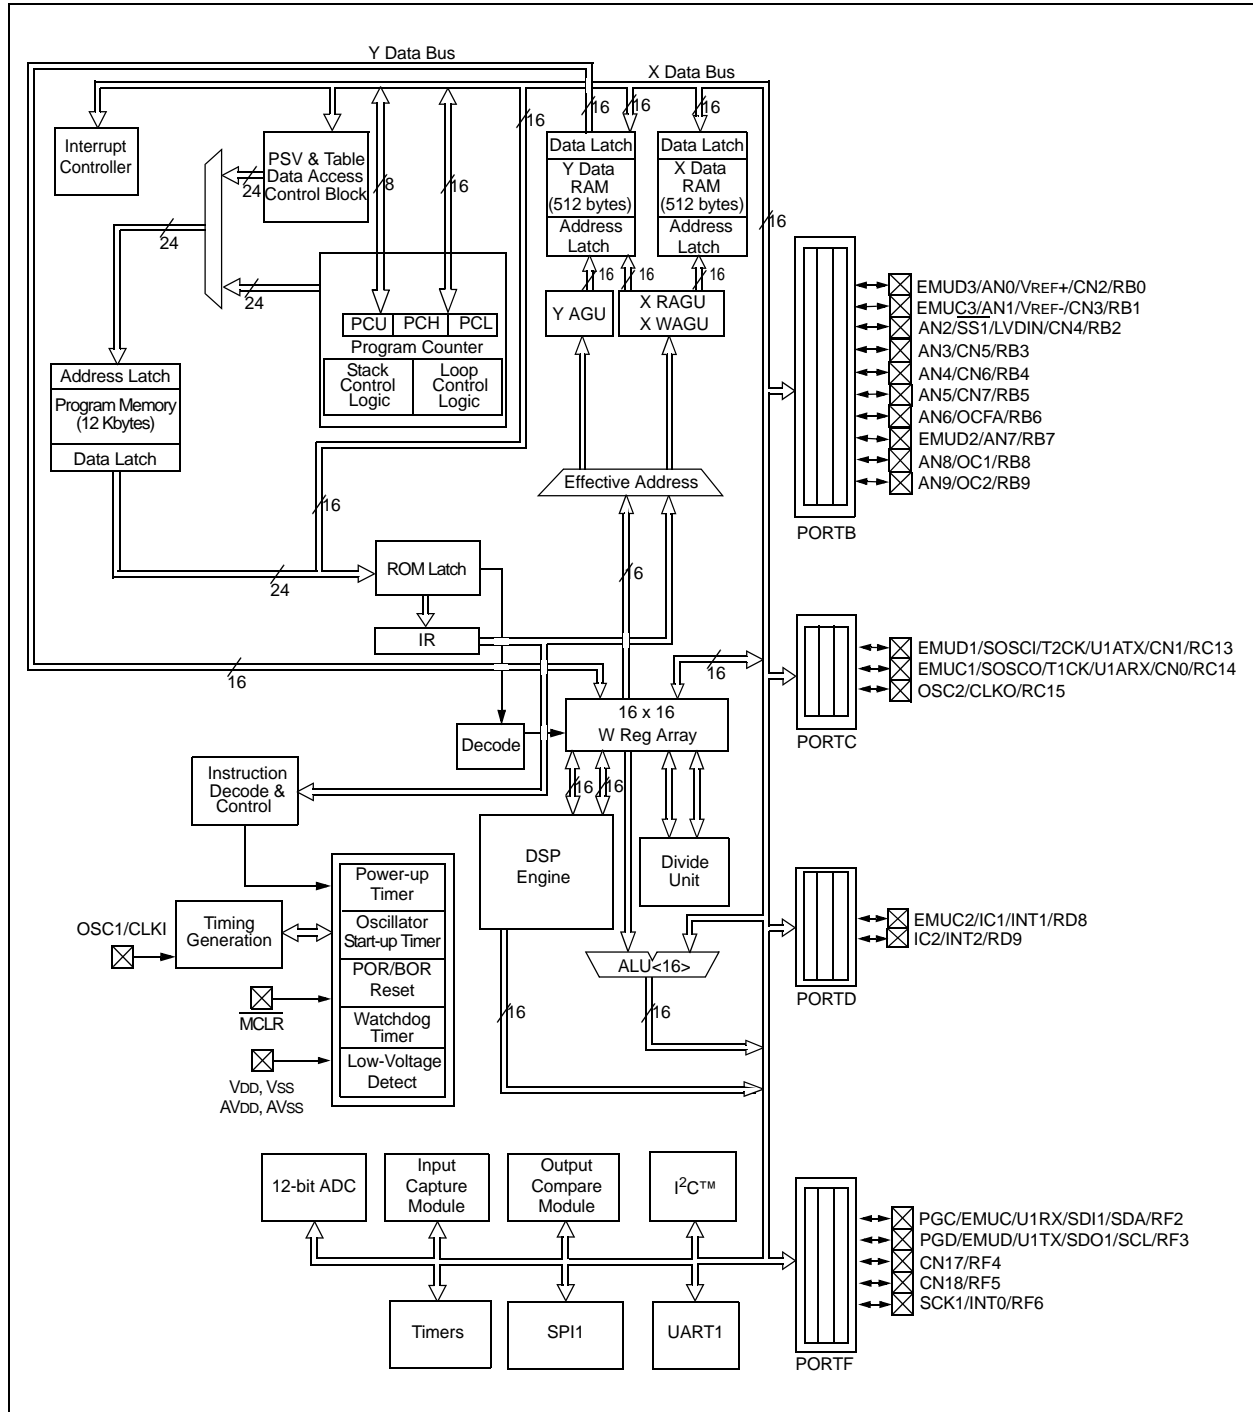 Y Data Bus
X Data Bus
Interrupt
Controller
PSV & Table
Data Access
Control Block
24
8
16
16
16
16
16
Data Latch
Y Data
RAM
(512 bytes)
Address
Latch
Data Latch
X Data
RAM
(512 bytes)
Address
Latch
16
24
24
16
16
16
Y AGU
X RAGU
X WAGU
PCU
PCH
PCL
Program Counter
Stack
Control
Logic
Loop
Control
Logic
Address Latch
Program Memory
(12 Kbytes)
Data Latch
Effective Address
16
24
ROM Latch
IR
16
16
16
16 x 16
W Reg Array
Decode
Instruction
Decode &
Control
16
16
DSP
Engine
Divide
Unit
Power-up
Timer
Oscillator
Start-up Timer
POR/BOR
Reset
Watchdog
Timer
Low-Voltage
Detect
OSC1/CLKI
Timing
Generation
MCLR
VDD, VSS
AVDD, AVSS
ALU<16>
16
16
EMUD3/AN0/VREF+/CN2/RB0
EMUC3/AN1/VREF-/CN3/RB1
AN2/SS1/LVDIN/CN4/RB2
AN3/CN5/RB3
AN4/CN6/RB4
AN5/CN7/RB5
AN6/OCFA/RB6
EMUD2/AN7/RB7
AN8/OC1/RB8
AN9/OC2/RB9
PORTB
EMUD1/SOSCI/T2CK/U1ATX/CN1/RC13
EMUC1/SOSCO/T1CK/U1ARX/CN0/RC14
OSC2/CLKO/RC15
PORTC
EMUC2/IC1/INT1/RD8
IC2/INT2/RD9
PORTD
12-bit ADC
Input
Capture
Module
Output
Compare
Module
I²C™
Timers
SPI1
UART1
PGC/EMUC/U1RX/SDI1/SDA/RF2
PGD/EMUD/U1TX/SDO1/SCL/RF3
CN17/RF4
CN18/RF5
SCK1/INT0/RF6
PORTF